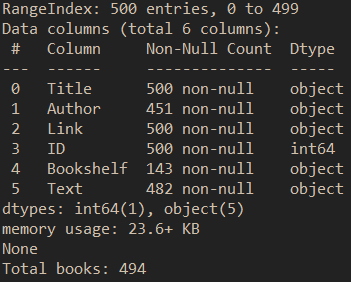 RangeIndex: 500 entries, 0 to 499
Data columns (total 6 columns):
 #   Column     Non-Null Count  Dtype
---  ------     --------------  -----
 0   Title      500 non-null    object
 1   Author     451 non-null    object
 2   Link       500 non-null    object
 3   ID         500 non-null    int64
 4   Bookshelf  143 non-null    object
 5   Text       482 non-null    object
dtypes: int64(1), object(5)
memory usage: 23.6+ KB
None
Total books: 494